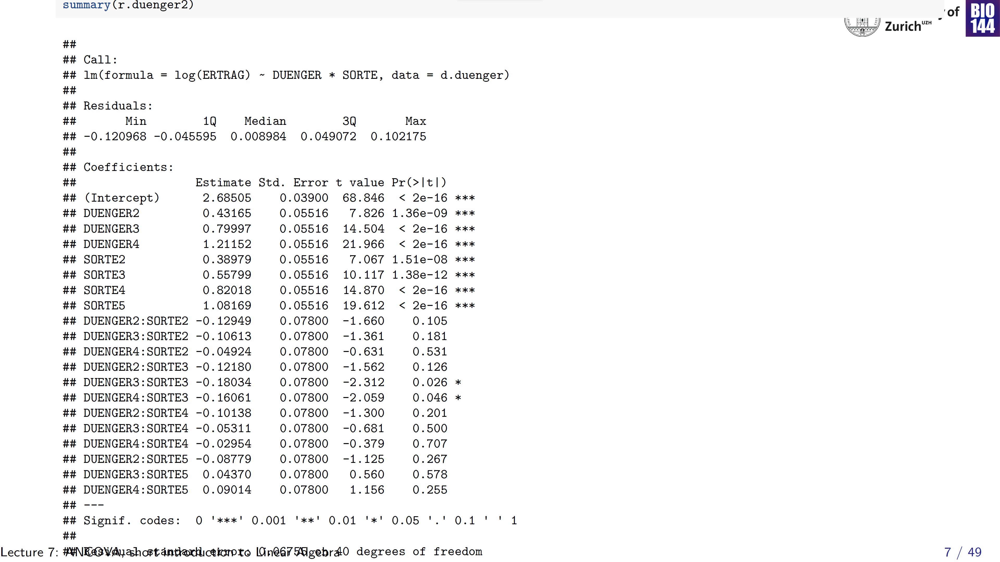 summary(r.duenger2)
y of
Zurich UZH
BIO
144
##
## Call:
## lm(formula = log(ERTRAG) ~ DUENGER * SORTE, data = d.duenger)
##
## Residuals:
##       Min        1Q    Median        3Q       Max
## -0.120968 -0.045595  0.008984  0.049072  0.102175
##
## Coefficients:
##                 Estimate Std. Error t value Pr(>|t|)
## (Intercept)      2.68505    0.03900  68.846  < 2e-16 ***
## DUENGER2         0.43165    0.05516   7.826 1.36e-09 ***
## DUENGER3         0.79997    0.05516  14.504  < 2e-16 ***
## DUENGER4         1.21152    0.05516  21.966  < 2e-16 ***
## SORTE2           0.38979    0.05516   7.067 1.51e-08 ***
## SORTE3           0.55799    0.05516  10.117 1.38e-12 ***
## SORTE4           0.82018    0.05516  14.870  < 2e-16 ***
## SORTE5           1.08169    0.05516  19.612  < 2e-16 ***
## DUENGER2:SORTE2 -0.12949    0.07800  -1.660    0.105
## DUENGER3:SORTE2 -0.10613    0.07800  -1.361    0.181
## DUENGER4:SORTE2 -0.04924    0.07800  -0.631    0.531
## DUENGER2:SORTE3 -0.12180    0.07800  -1.562    0.126
## DUENGER3:SORTE3 -0.18034    0.07800  -2.312    0.026 *
## DUENGER4:SORTE3 -0.16061    0.07800  -2.059    0.046 *
## DUENGER2:SORTE4 -0.10138    0.07800  -1.300    0.201
## DUENGER3:SORTE4 -0.05311    0.07800  -0.681    0.500
## DUENGER4:SORTE4 -0.02954    0.07800  -0.379    0.707
## DUENGER2:SORTE5 -0.08779    0.07800  -1.125    0.267
## DUENGER3:SORTE5  0.04370    0.07800   0.560    0.578
## DUENGER4:SORTE5  0.09014    0.07800   1.156    0.255
## ---
## Signif. codes:  0 '***' 0.001 '**' 0.01 '*' 0.05 '.' 0.1 ' ' 1
##
## Residual standard error: 0.06755 on 40 degrees of freedom
Lecture 7: ANCOVA, short introduction to Linear Algebra
7 / 49